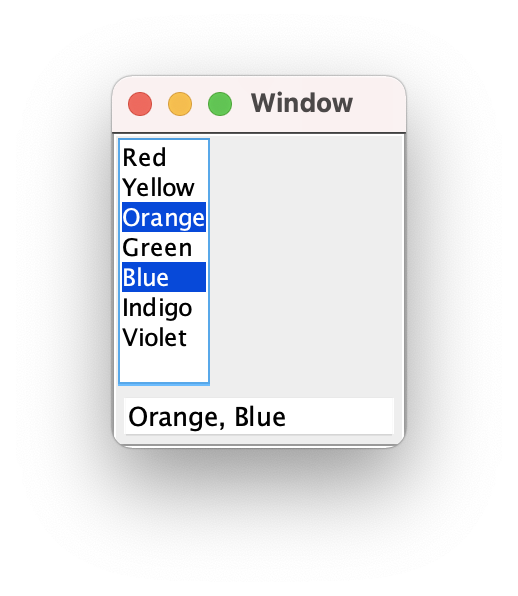 Window
Red
Yellow
Orange
Green
Blue
Indigo
Violet
Orange, Blue